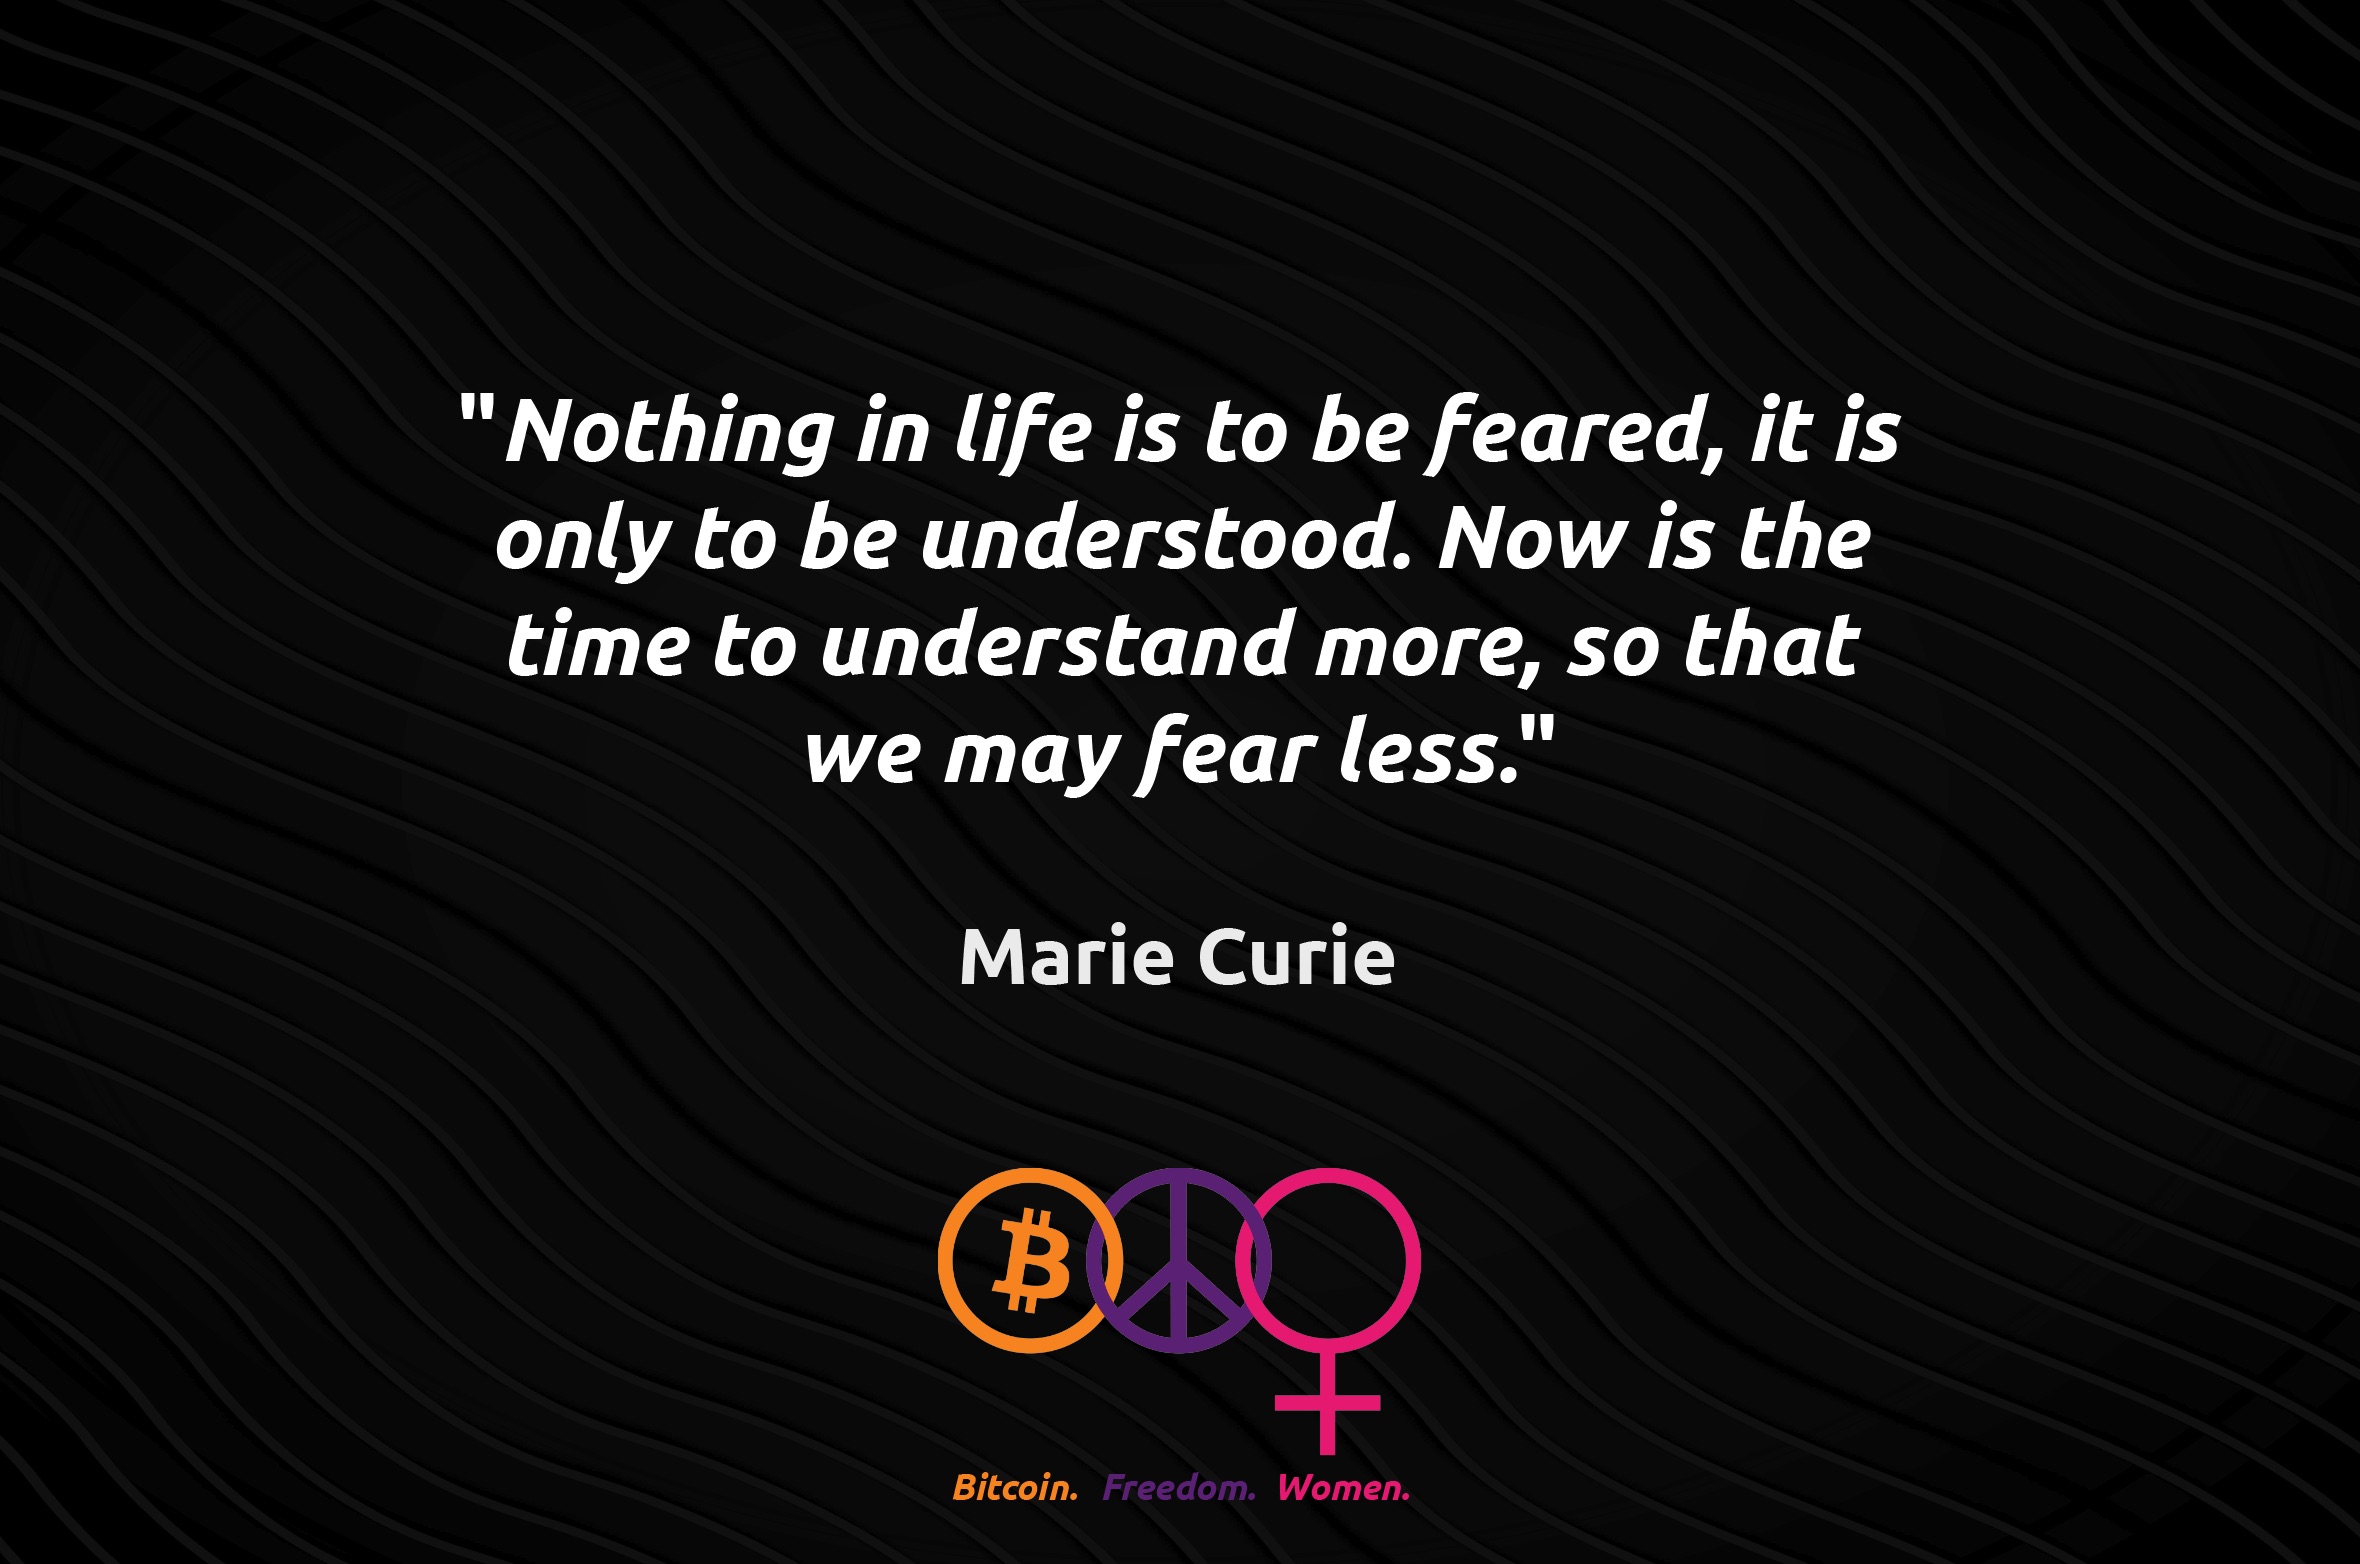 "Nothing in life is to be feared, it is
only to be understood. Now is the
time to understand more, so that
we may fear less."
Marie Curie
Bitcoin. Freedom. Women.